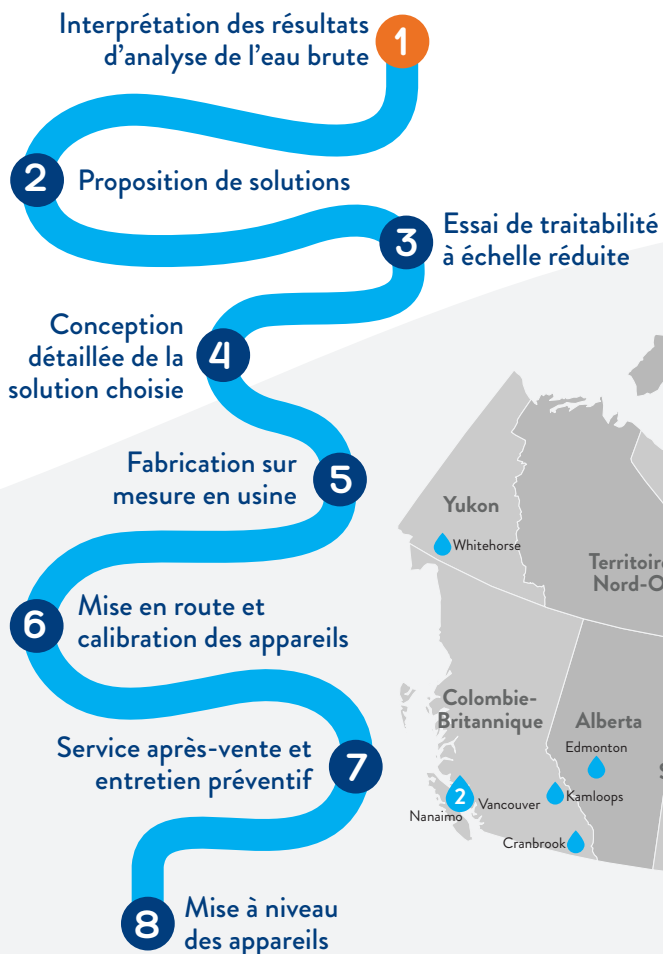 Interprétation des résultats
d'analyse de l'eau brute
1
2
Proposition de solutions
3
Essai de traitabilité
à échelle réduite
Conception
détaillée de la
solution choisie
4
Fabrication sur
mesure en usine
5
6
Mise en route et
calibration des appareils
Service après-vente et
entretien préventif
7
8
Mise à niveau
des appareils
Yukon
Whitehorse
Territoire
Nord-O
Colombie-
Britannique
Alberta
Edmonton
S
2
Vancouver
Kamloops
Nanaimo
Cranbrook